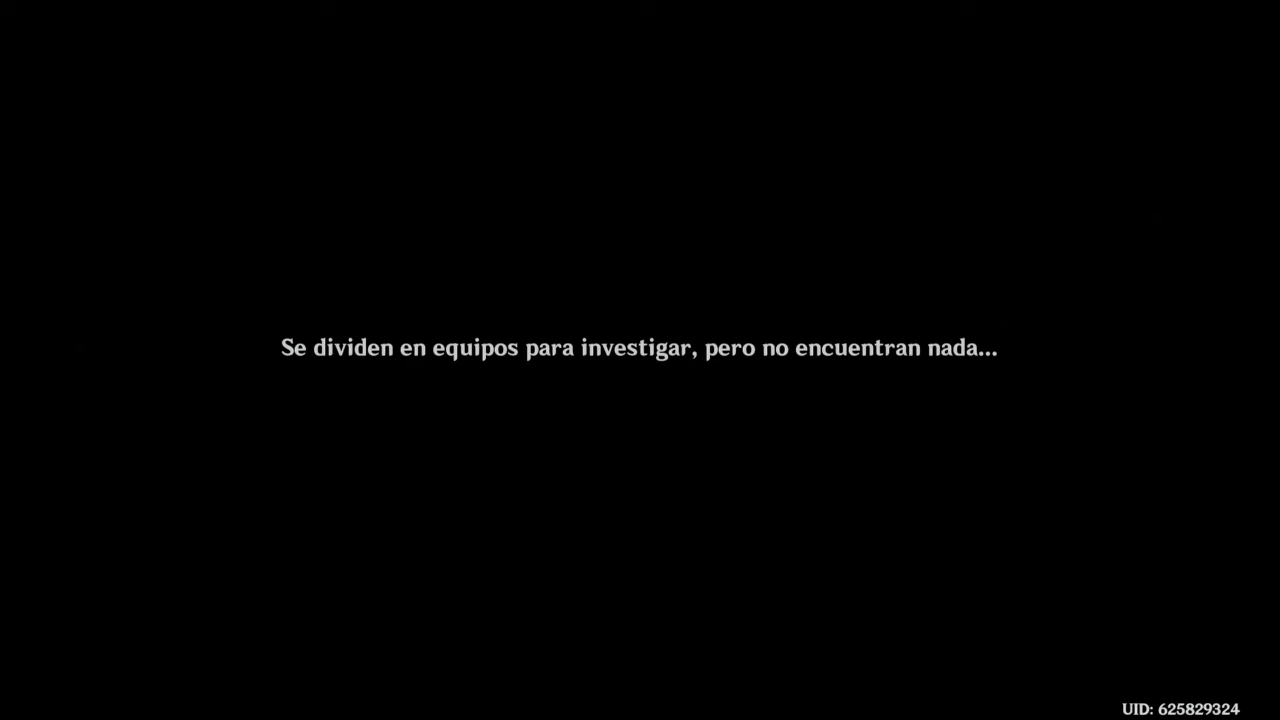 Se dividen en equipos para investigar, pero no encuentran nada...
UID: 625829324